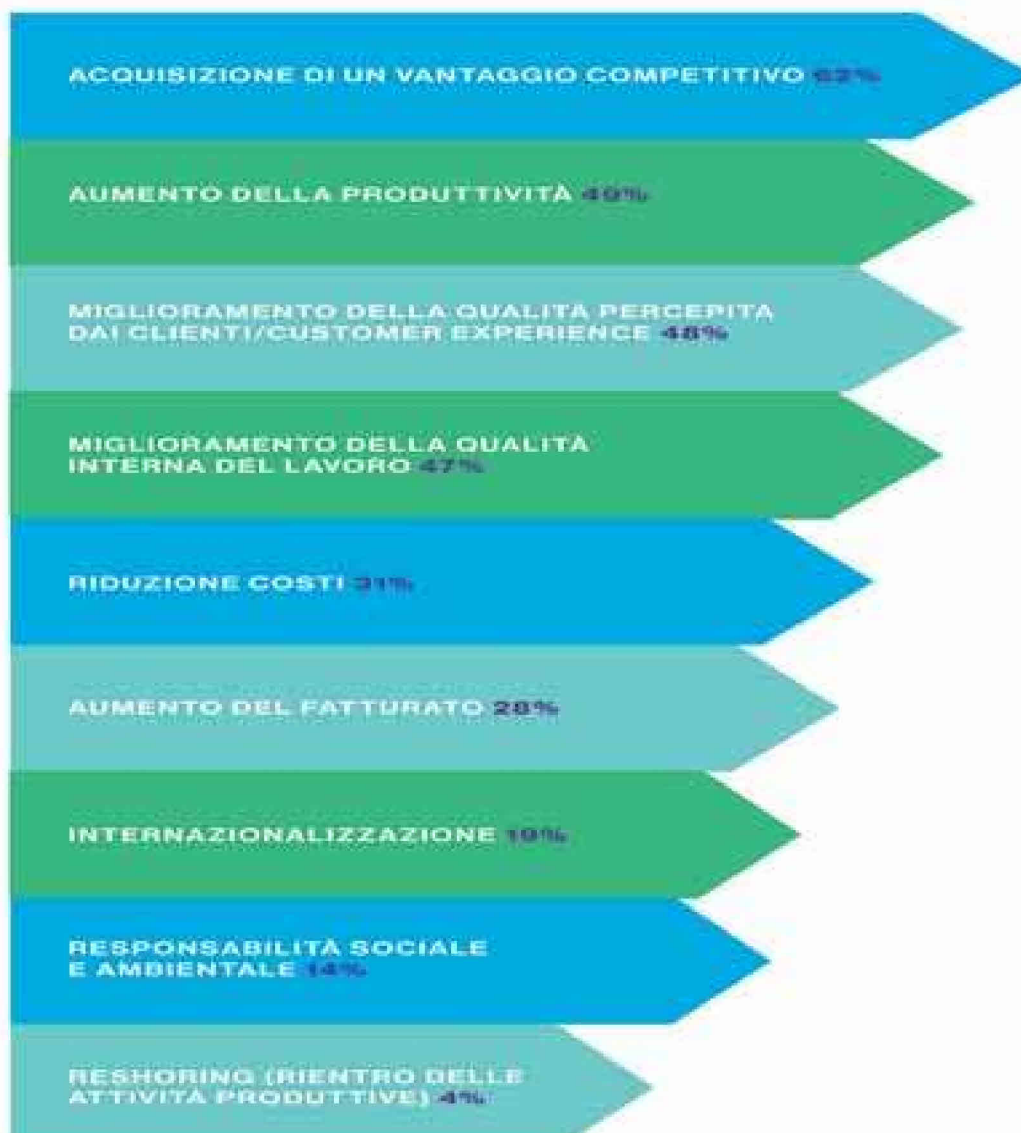 ACQUISIZIONE DI UN VANTAGGIO COMPETITIVO 62%
AUMENTO DELLA PRODUTTIVITÀ 49%
MIGLIORAMENTO DELLA QUALITÀ PERCEPITA
DAI CLIENTI/CUSTOMER EXPERIENCE 48%
MIGLIORAMENTO DELLA QUALITÀ
INTERNA DEL LAVORO 47%
RIDUZIONE COSTI 31%
AUMENTO DEL FATTURATO 28%
INTERNAZIONALIZZAZIONE 19%
RESPONSABILITÀ SOCIALE
E AMBIENTALE 14%
RESHORING (RIENTRO DELLE
ATTIVITÀ PRODUTTIVE) 4%